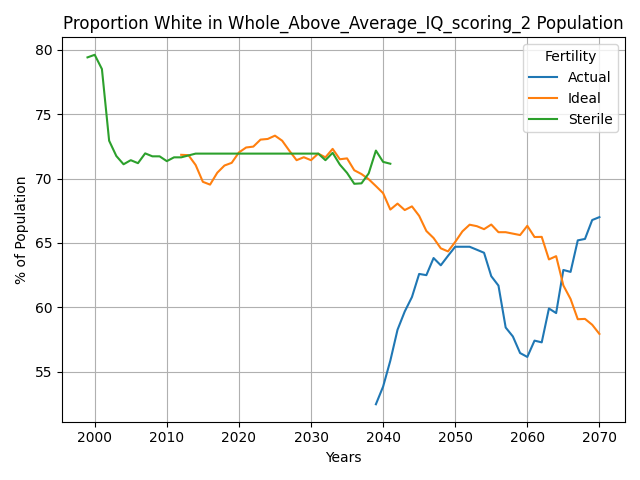 Proportion White in Whole_Above_Average_IQ_scoring_2 Population
80
75
70
65
60
55
% of Population
Fertility
Actual
Ideal
Sterile
2000 2010 2020 2030 2040 2050 2060 2070
Years